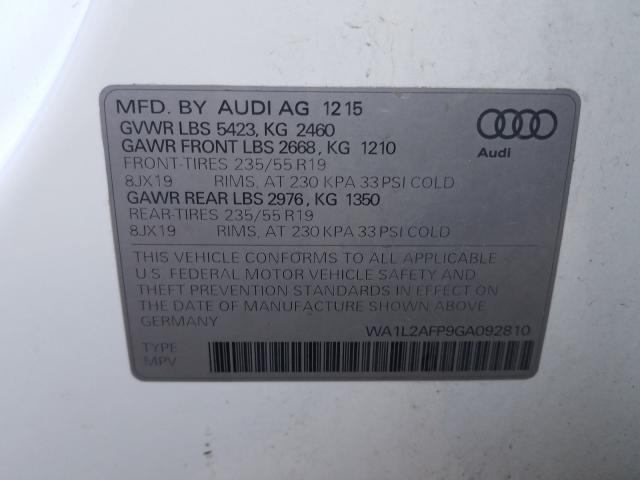 MFD. BY AUDI AG 12 15
GVWR LBS 5423, KG 2460
GAWR FRONT LBS 2668, KG 1210
FRONT-TIRES 235/55 R19
8JX19 RIMS, AT 230 KPA 33 PSI COLD
GAWR REAR LBS 2976, KG 1350
REAR-TIRES 235/55 R19
8JX19 RIMS, AT 230 KPA 33 PSI COLD
Audi
THIS VEHICLE CONFORMS TO ALL APPLICABLE
U.S. FEDERAL MOTOR VEHICLE SAFETY AND
THEFT PREVENTION STANDARDS IN EFFECT ON
THE DATE OF MANUFACTURE SHOWN ABOVE
GERMANY
WA1L2AFP9GA092810
TYPE
MPV